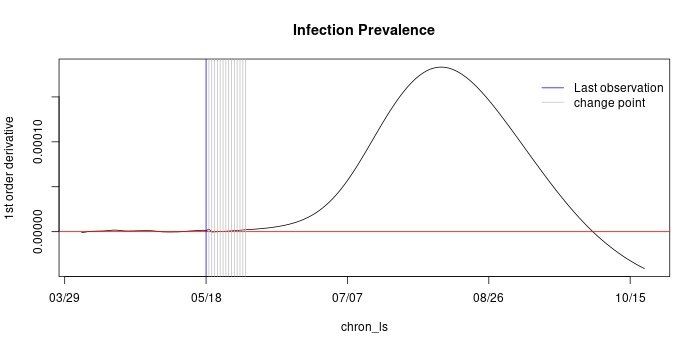 Infection Prevalence
1st order derivative
0.00010
0.00000
Last observation
change point
03/29
05/18
07/07
08/26
10/15
chron_ls